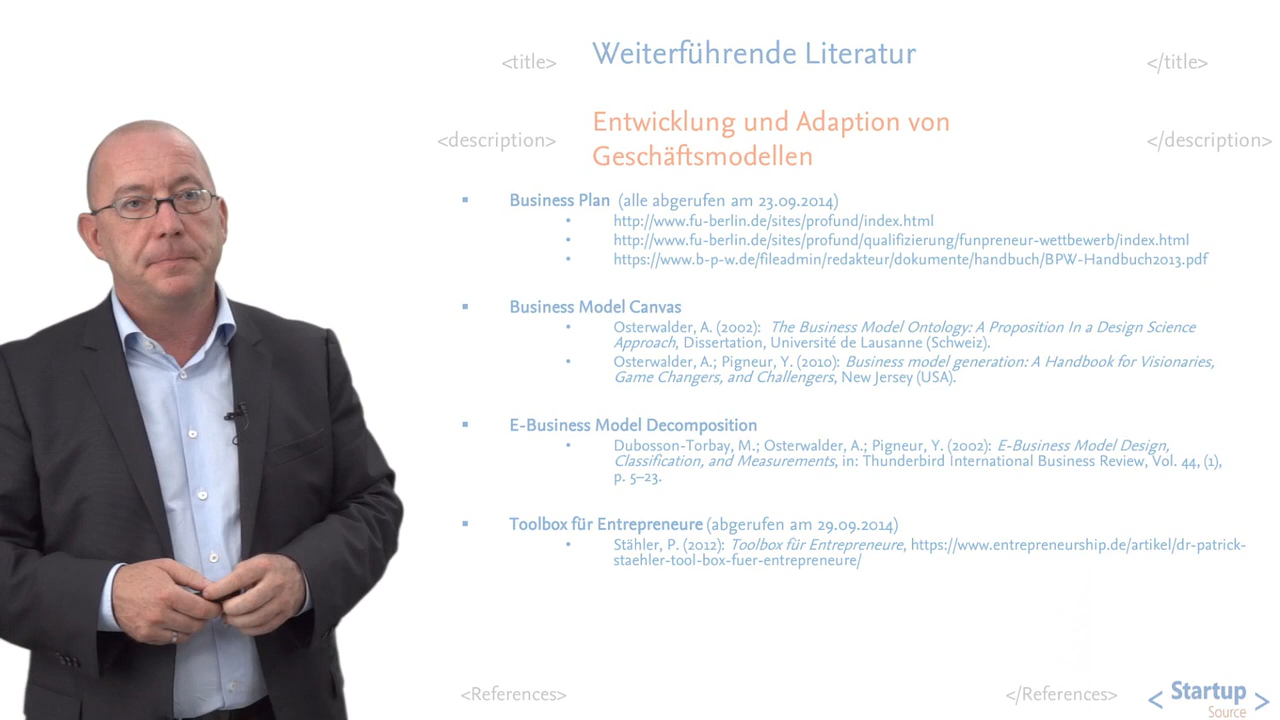 <title> Weiterführende Literatur </title>
<description> Entwicklung und Adaption von </description>
Geschäftsmodellen
▪ Business Plan (alle abgerufen am 23.09.2014)
• http://www.fu-berlin.de/sites/profund/index.html
• http://www.fu-berlin.de/sites/profund/qualifizierung/funpreneur-wettbewerb/index.html
• https://www.b-p-w.de/fileadmin/redakteur/dokumente/handbuch/BPW-Handbuch2013.pdf
▪ Business Model Canvas
• Osterwalder, A. (2002): The Business Model Ontology: A Proposition In a Design Science
Approach, Dissertation, Université de Lausanne (Schweiz).
• Osterwalder, A.; Pigneur, Y. (2010): Business model generation: A Handbook for Visionaries,
Game Changers, and Challengers, New Jersey (USA).
▪ E-Business Model Decomposition
• Dubosson-Torbay, M.; Osterwalder, A.; Pigneur, Y. (2002): E-Business Model Design,
Classification, and Measurements, in: Thunderbird International Business Review, Vol. 44, (1),
p. 5–23.
▪ Toolbox für Entrepreneure (abgerufen am 29.09.2014)
• Stähler, P. (2012): Toolbox für Entrepreneure, https://www.entrepreneurship.de/artikel/dr-patrick-
staehler-tool-box-fuer-entrepreneure/
<References> </References>
< Startup >
Source